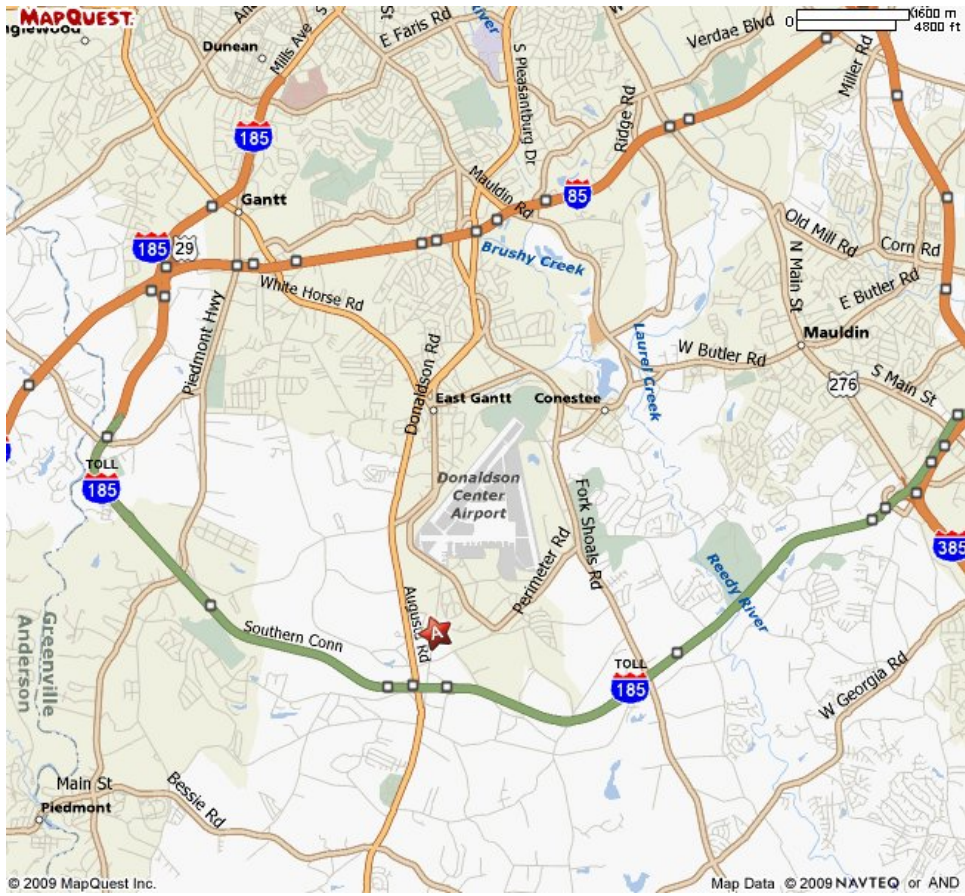 MAPQUEST
E Faris Rd
River
Verdae Blvd
0
1600 m
4800 ft
Dunean
Mills Ave
St
S Pleasantburg Dr
Ridge Rd
Miller Rd
185
Mauldin Rd
85
Gantt
185
29
Brushy Creek
Old Mill Rd
Corn Rd
N Main St
White Horse Rd
E Butler Rd
Piedmont Hwy
Donaldson Rd
Laurel Creek
W Butler Rd
Mauldin
276
S Main St
East Gantt
Conestee
TOLL
185
Donaldson
Center
Airport
Fork Shoals Rd
Perimeter Rd
385
Reedy River
Greenville
Anderson
Southern Conn
Augusta Rd
A
TOLL
185
W Georgia Rd
Main St
Piedmont
Bessie Rd
© 2009 MapQuest Inc.
Map Data © 2009 NAVTEQ or AND